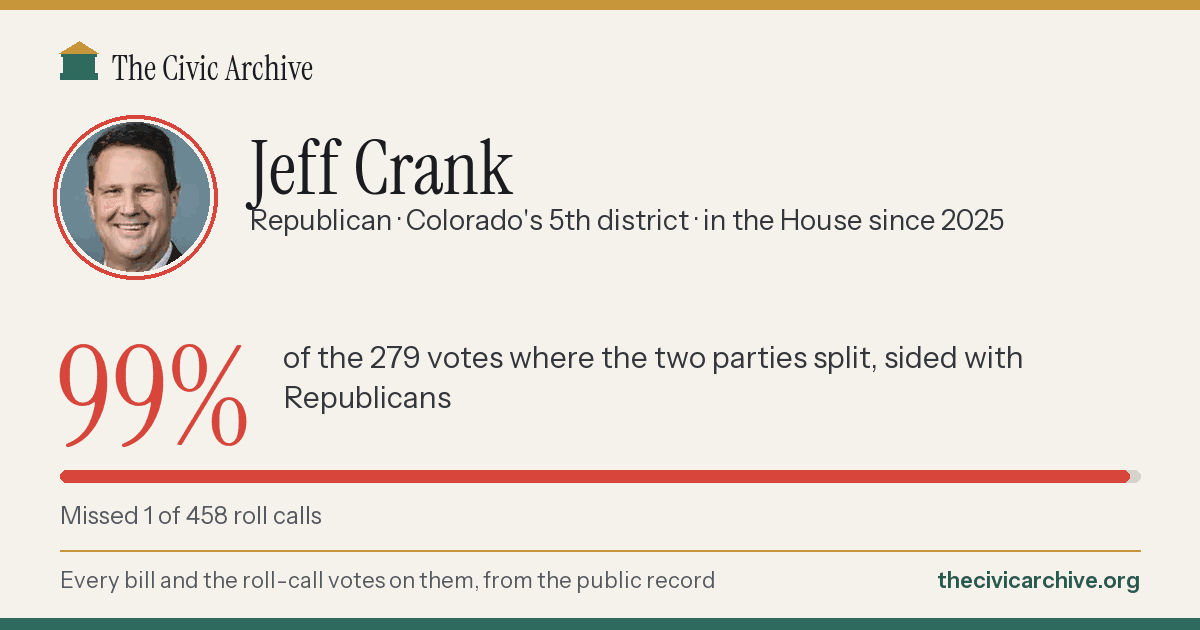 The Civic Archive
Jeff Crank
Republican · Colorado's 5th district · in the House since 2025
99%
of the 279 votes where the two parties split, sided with
Republicans
Missed 1 of 458 roll calls
Every bill and the roll-call votes on them, from the public record
thecivicarchive.org